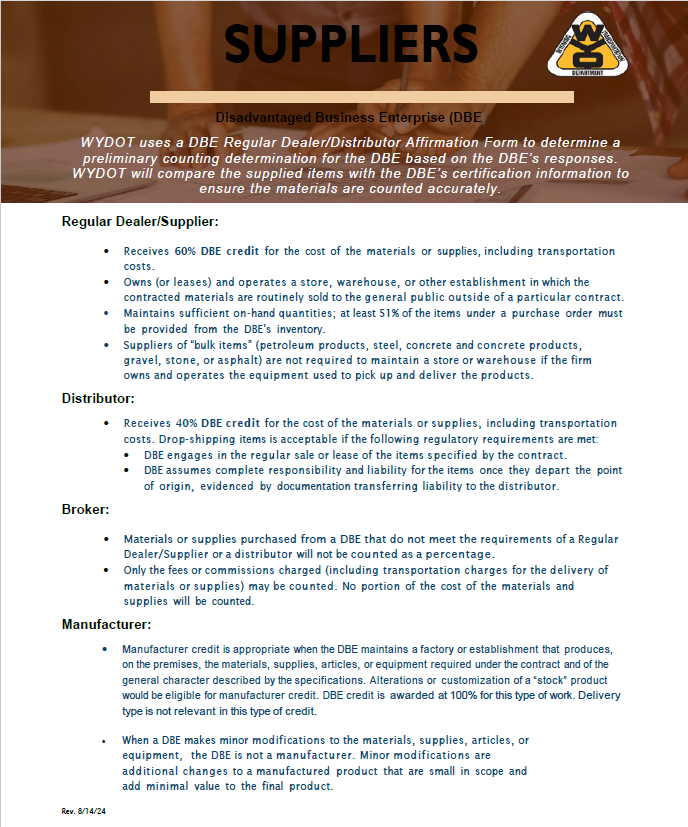 SUPPLIERS
WYOMING TRANSPORTATION
WYO
DEPARTMENT
Disadvantaged Business Enterprise (DBE
WYDOT uses a DBE Regular Dealer/Distributor Affirmation Form to determine a
preliminary counting determination for the DBE based on the DBE's responses.
WYDOT will compare the supplied items with the DBE's certification information to
ensure the materials are counted accurately.
Regular Dealer/Supplier:
• Receives 60% DBE credit for the cost of the materials or supplies, including transportation
costs.
• Owns (or leases) and operates a store, warehouse, or other establishment in which the
contracted materials are routinely sold to the general public outside of a particular contract.
• Maintains sufficient on-hand quantities; at least 51% of the items under a purchase order must
be provided from the DBE's inventory.
• Suppliers of "bulk items" (petroleum products, steel, concrete and concrete products,
gravel, stone, or asphalt) are not required to maintain a store or warehouse if the firm
owns and operates the equipment used to pick up and deliver the products.
Distributor:
• Receives 40% DBE credit for the cost of the materials or supplies, including transportation
costs. Drop-shipping items is acceptable if the following regulatory requirements are met:
• DBE engages in the regular sale or lease of the items specified by the contract.
• DBE assumes complete responsibility and liability for the items once they depart the point
of origin, evidenced by documentation transferring liability to the distributor.
Broker:
• Materials or supplies purchased from a DBE that do not meet the requirements of a Regular
Dealer/Supplier or a distributor will not be counted as a percentage.
• Only the fees or commissions charged (including transportation charges for the delivery of
materials or supplies) may be counted. No portion of the cost of the materials and
supplies will be counted.
Manufacturer:
• Manufacturer credit is appropriate when the DBE maintains a factory or establishment that produces,
on the premises, the materials, supplies, articles, or equipment required under the contract and of the
general character described by the specifications. Alterations or customization of a "stock" product
would be eligible for manufacturer credit. DBE credit is awarded at 100% for this type of work. Delivery
type is not relevant in this type of credit.
• When a DBE makes minor modifications to the materials, supplies, articles, or
equipment, the DBE is not a manufacturer. Minor modifications are
additional changes to a manufactured product that are small in scope and
add minimal value to the final product.
Rev. 8/14/24